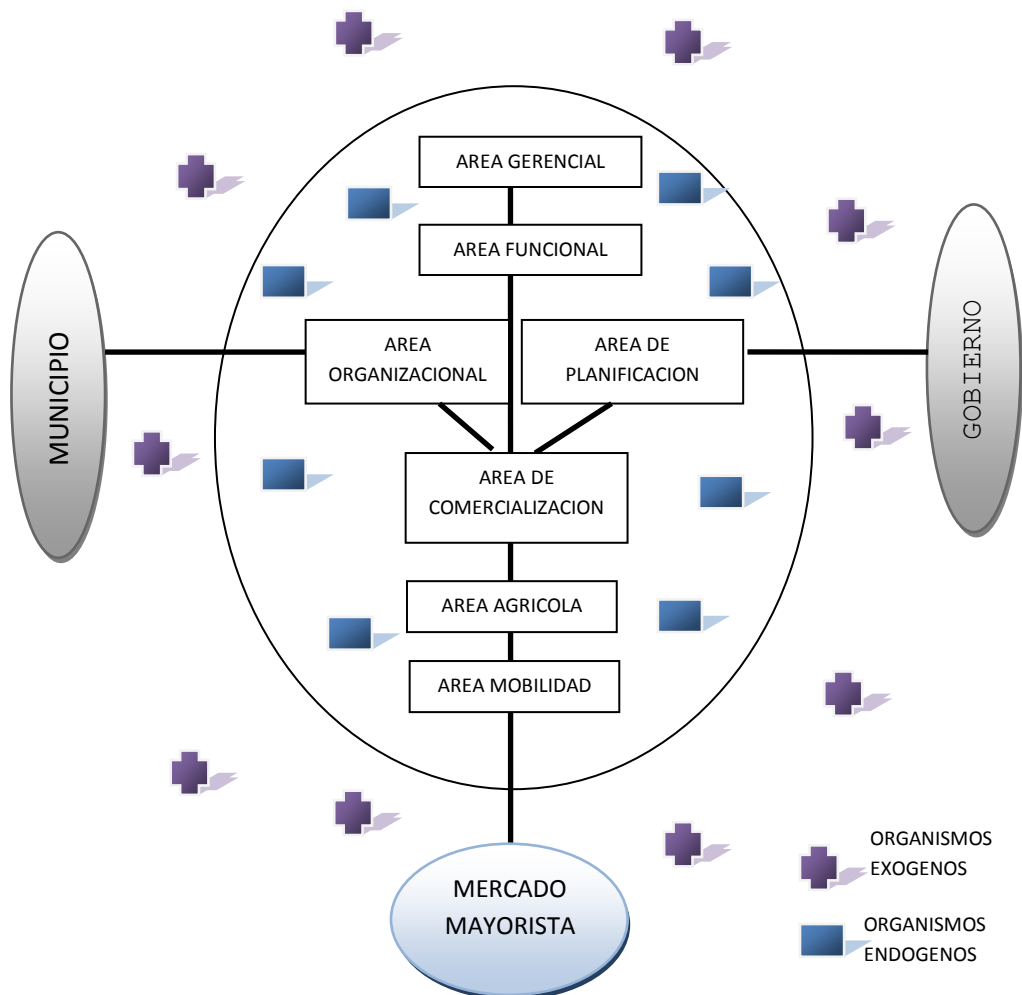 AREA GERENCIAL
AREA FUNCIONAL
AREA
ORGANIZACIONAL
AREA DE
PLANIFICACION
MUNICIPIO
GOBIERNO
AREA DE
COMERCIALIZACION
AREA AGRICOLA
AREA MOBILIDAD
MERCADO
MAYORISTA
ORGANISMOS
EXOGENOS
ORGANISMOS
ENDOGENOS